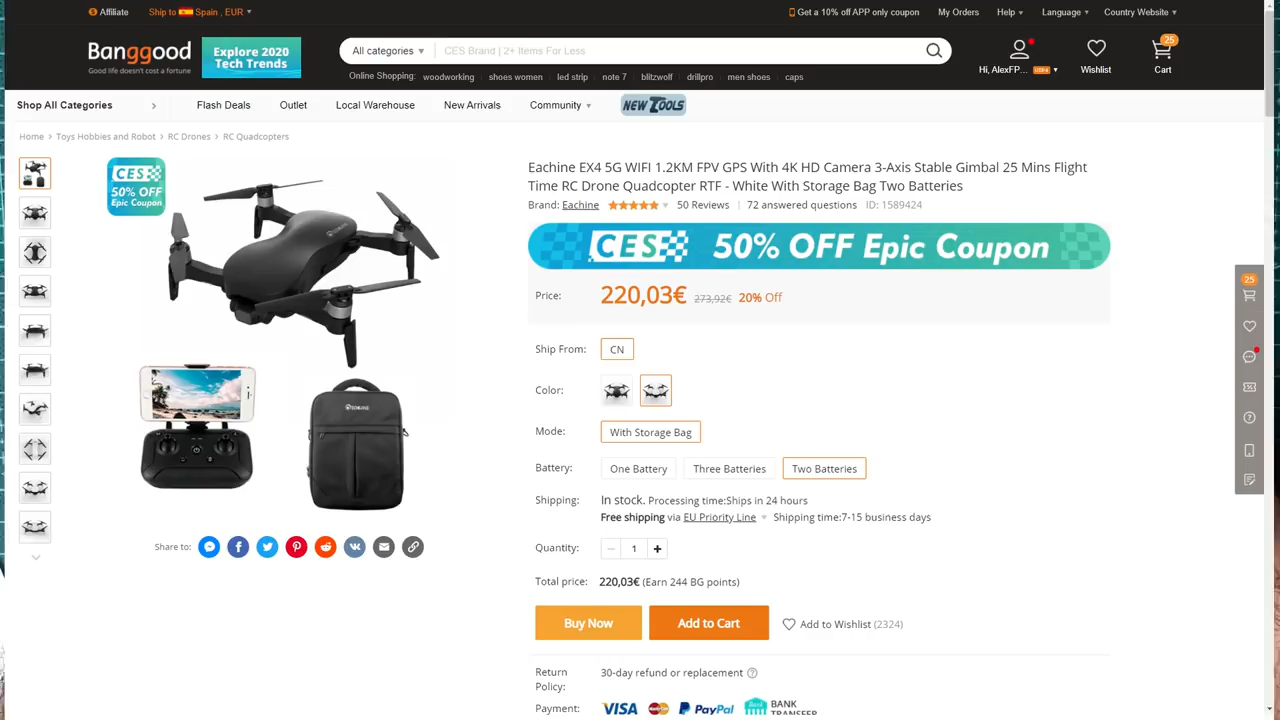 Affiliate
Ship to Spain , EUR
Get a 10% off APP only coupon
My Orders
Help
Language
Country Website
Banggood
Good life doesn't cost a fortune
Explore 2020
Tech Trends
All categories
CES Brand | 2+ Items For Less
Online Shopping: woodworking shoes women led strip note 7 blitzwolf drillpro men shoes caps
Hi, AlexFP...
Wishlist
25
Cart
Shop All Categories
Flash Deals
Outlet
Local Warehouse
New Arrivals
Community
NEW TOOLS
Home > Toys Hobbies and Robot > RC Drones > RC Quadcopters
CES
50% OFF
Epic Coupon
Eachine EX4 5G WIFI 1.2KM FPV GPS With 4K HD Camera 3-Axis Stable Gimbal 25 Mins Flight
Time RC Drone Quadcopter RTF - White With Storage Bag Two Batteries
Brand: Eachine 50 Reviews | 72 answered questions ID: 1589424
CES 50% OFF Epic Coupon
Price: 220,03€ 273,92€ 20% Off
Ship From: CN
Color:
Mode: With Storage Bag
Battery: One Battery Three Batteries Two Batteries
Shipping: In stock. Processing time:Ships in 24 hours
Free shipping via EU Priority Line Shipping time:7-15 business days
Quantity: 1
Total price: 220,03€ (Earn 244 BG points)
Buy Now
Add to Cart
Add to Wishlist (2324)
Return Policy: 30-day refund or replacement
Payment: VISA PayPal BANK TRANSFER
Share to:
25